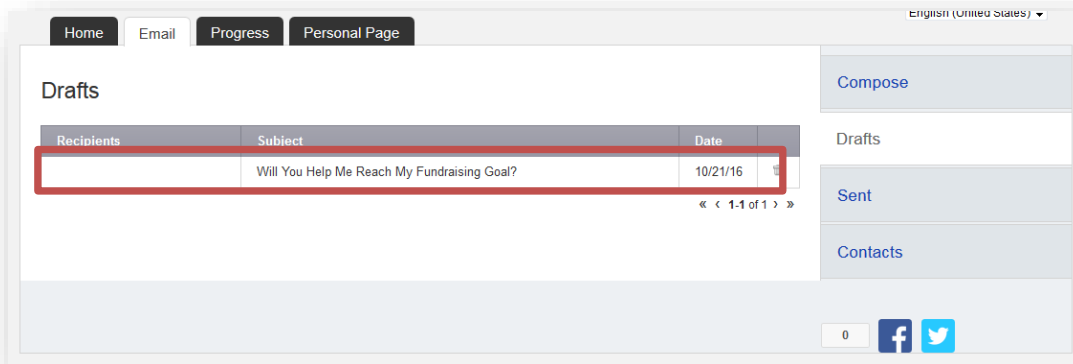 English (United States)
Home Email Progress Personal Page
Drafts
Recipients Subject Date
Will You Help Me Reach My Fundraising Goal? 10/21/16
« ‹ 1-1 of 1 › »
Compose
Drafts
Sent
Contacts
0